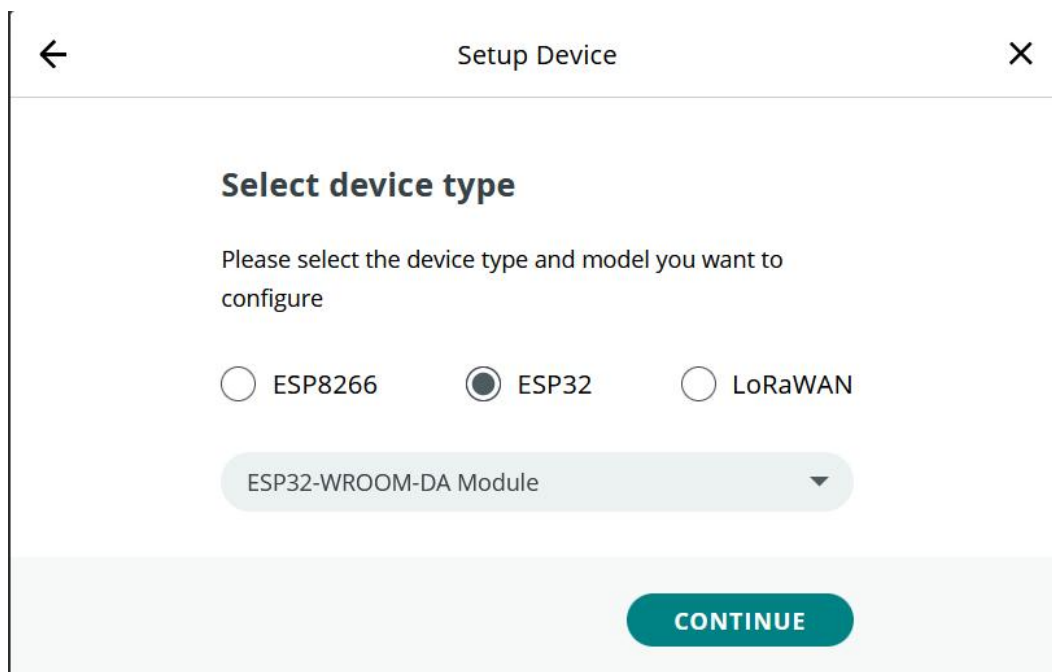 Setup Device
Select device type
Please select the device type and model you want to
configure
ESP8266 ESP32 LoRaWAN
ESP32-WROOM-DA Module
CONTINUE